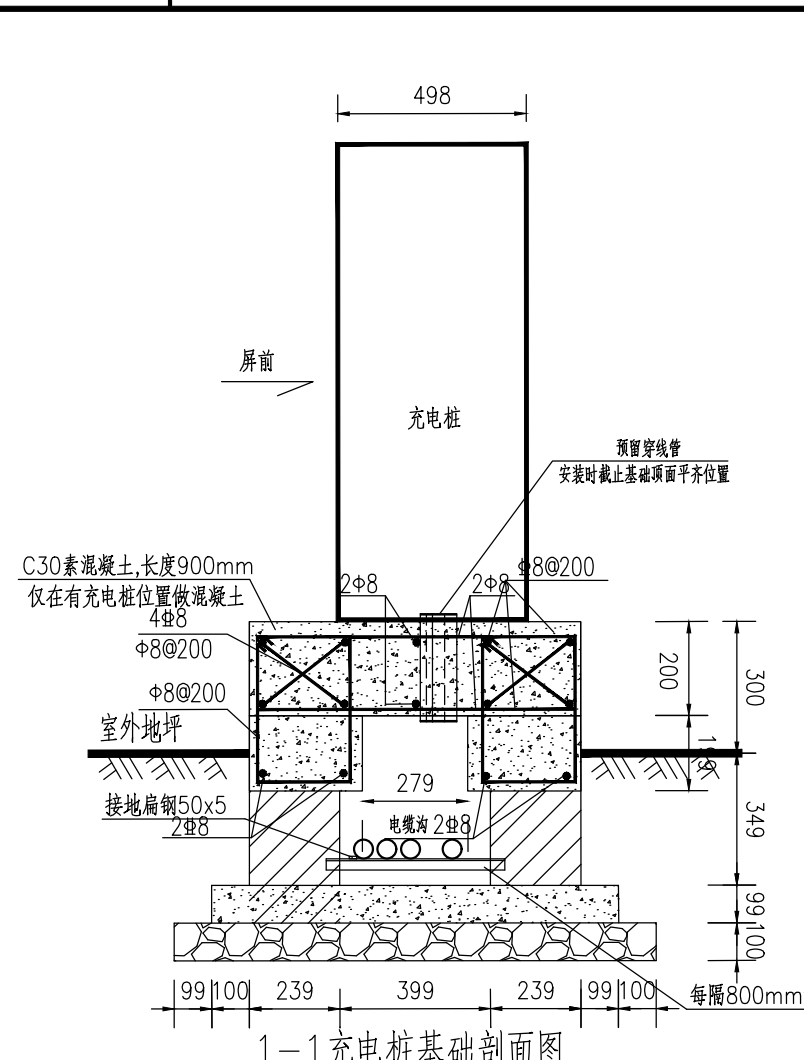 498
屏前
充电桩
预留穿线管
安装时截止基础顶面平齐位置
C30素混凝土,长度900mm
仅在有充电桩位置做混凝土
2Φ8
2Φ8
Φ8@200
4Φ8
Φ8@200
Φ8@200
200
300
室外地坪
199
279
接地扁钢50x5
2Φ8
电缆沟
2Φ8
349
99
100
99
100
239
399
239
99
100
每隔800mm
1-1充电桩基础剖面图